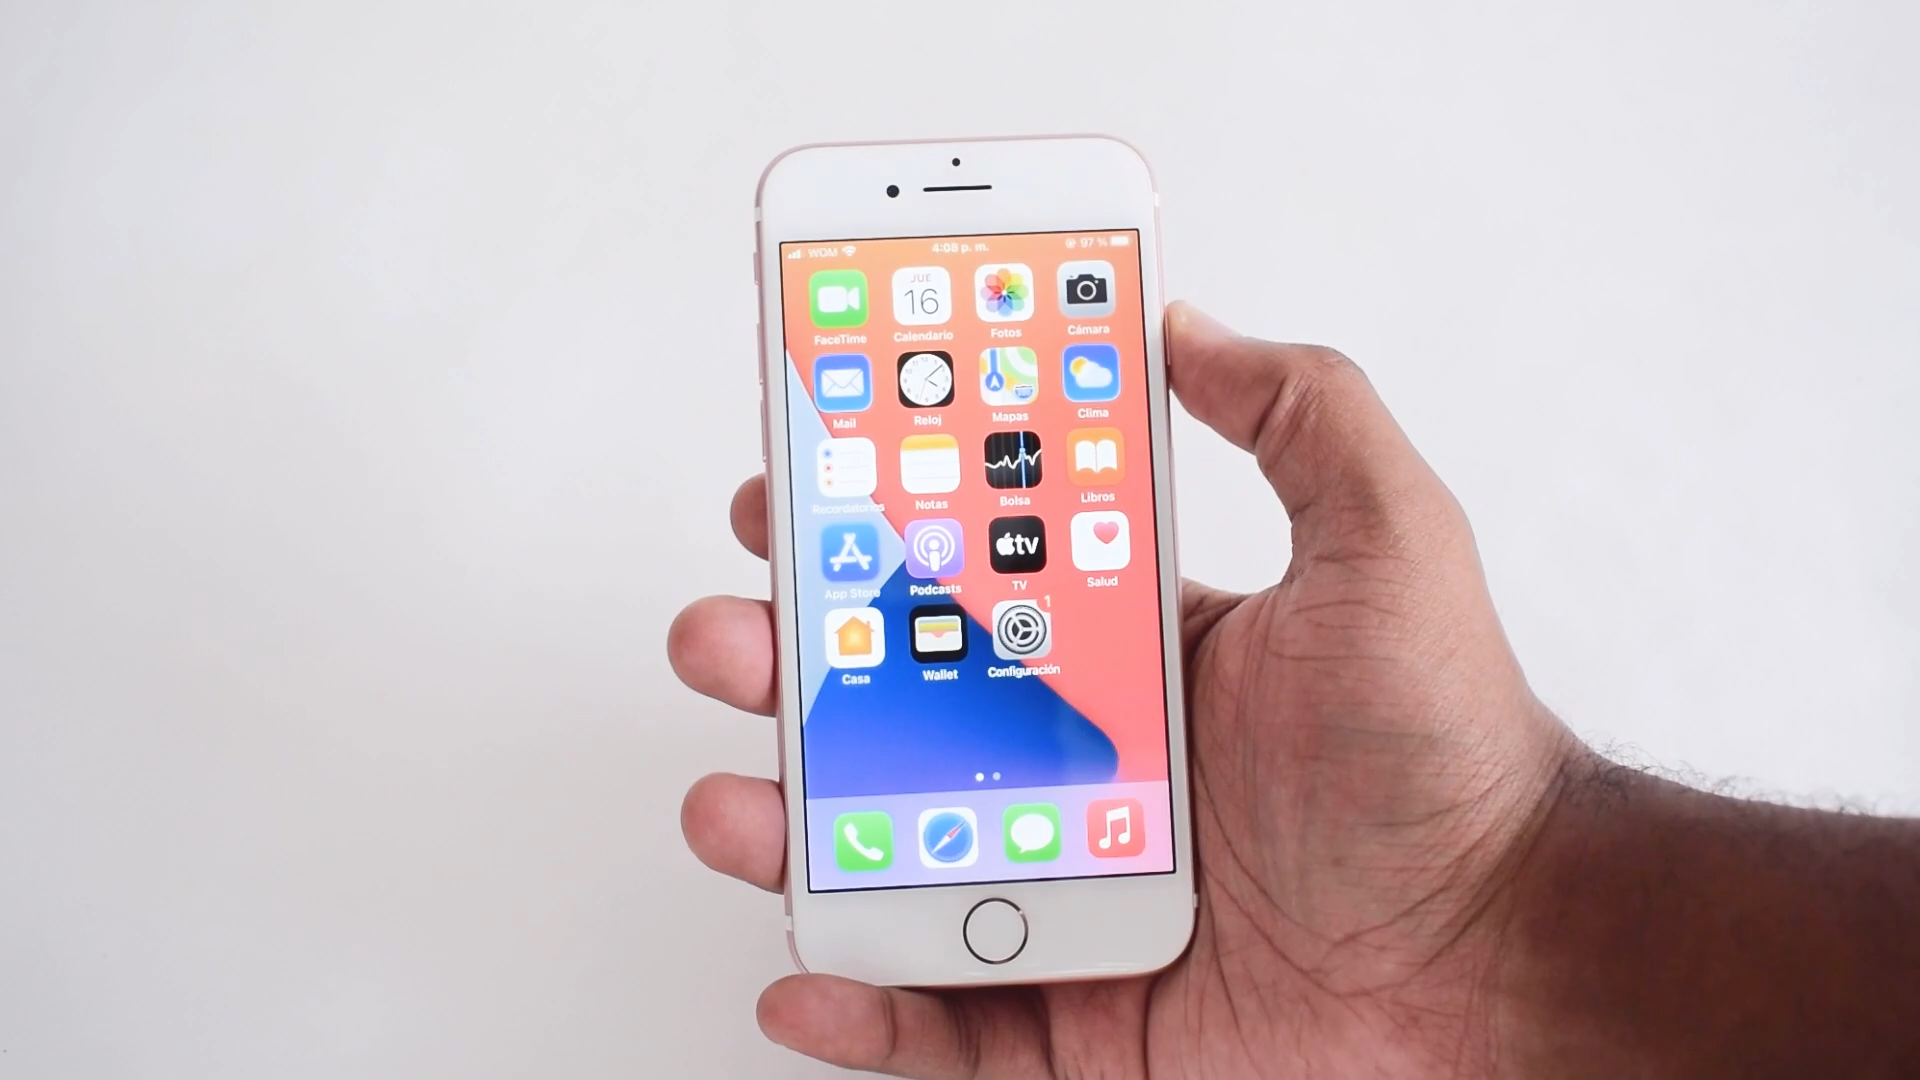 WOM 4:08 p. m. @ 97 %
JUE
16
FaceTime Calendario Fotos Cámara
Mail Reloj Mapas Clima
Recordatorios Notas Bolsa Libros
tv
App Store Podcasts TV Salud
1
Casa Wallet Configuración